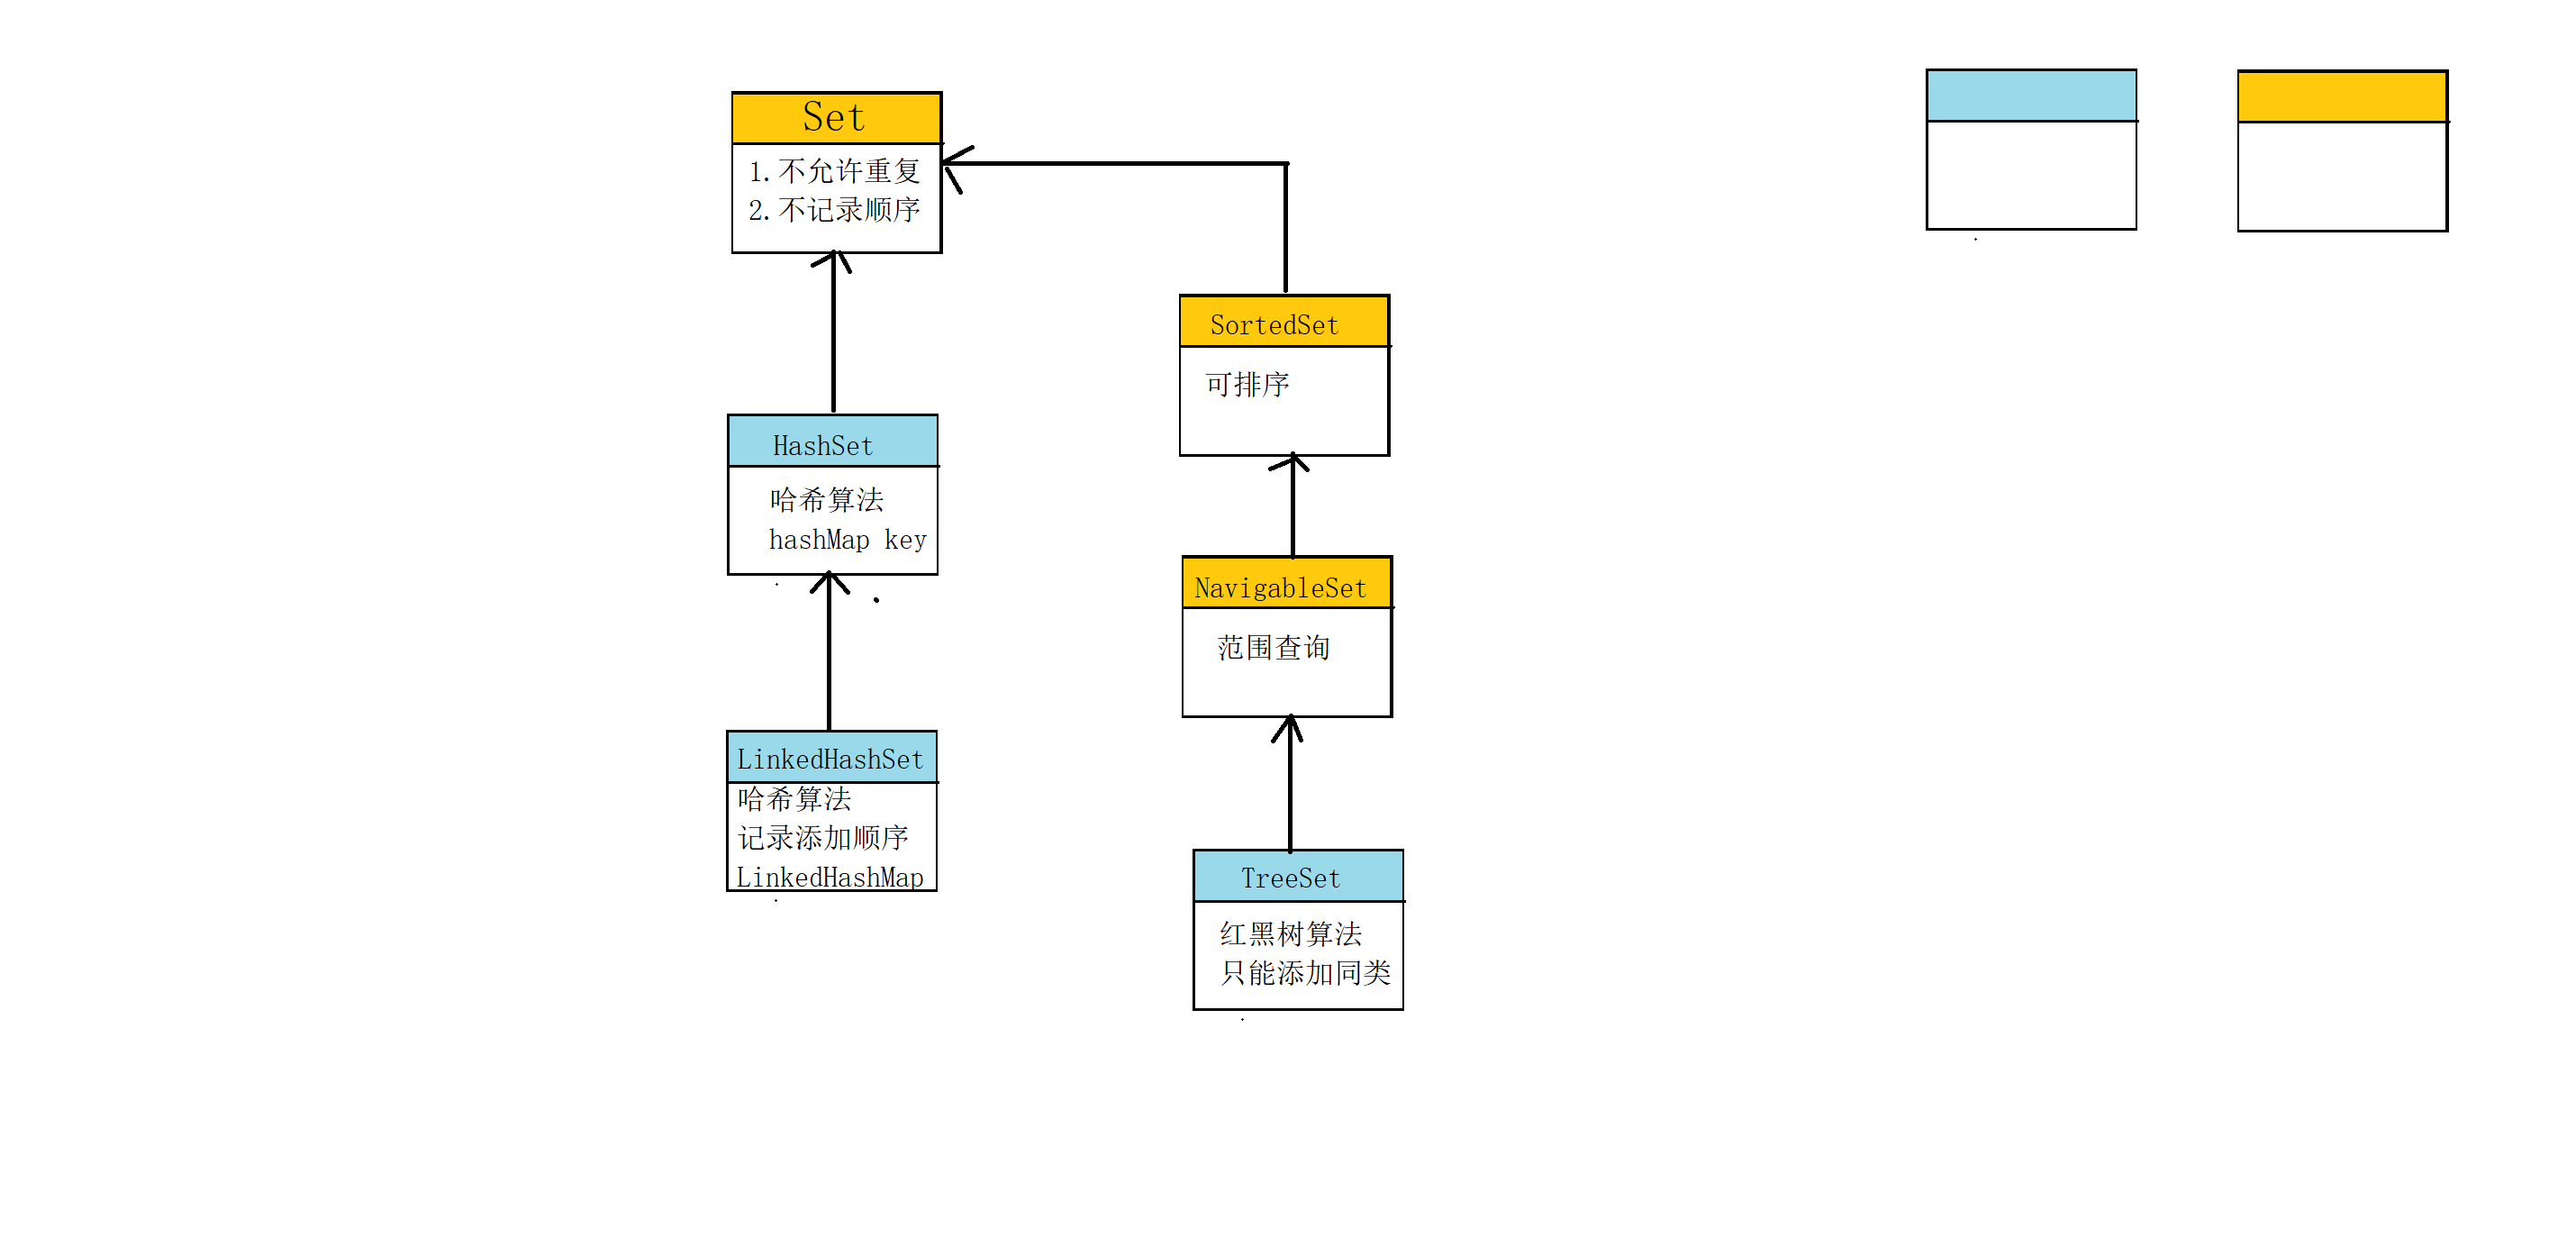 Set
1.不允许重复
2.不记录顺序
SortedSet
可排序
HashSet
哈希算法
hashMap key
NavigableSet
范围查询
LinkedHashSet
哈希算法
记录添加顺序
LinkedHashMap
TreeSet
红黑树算法
只能添加同类